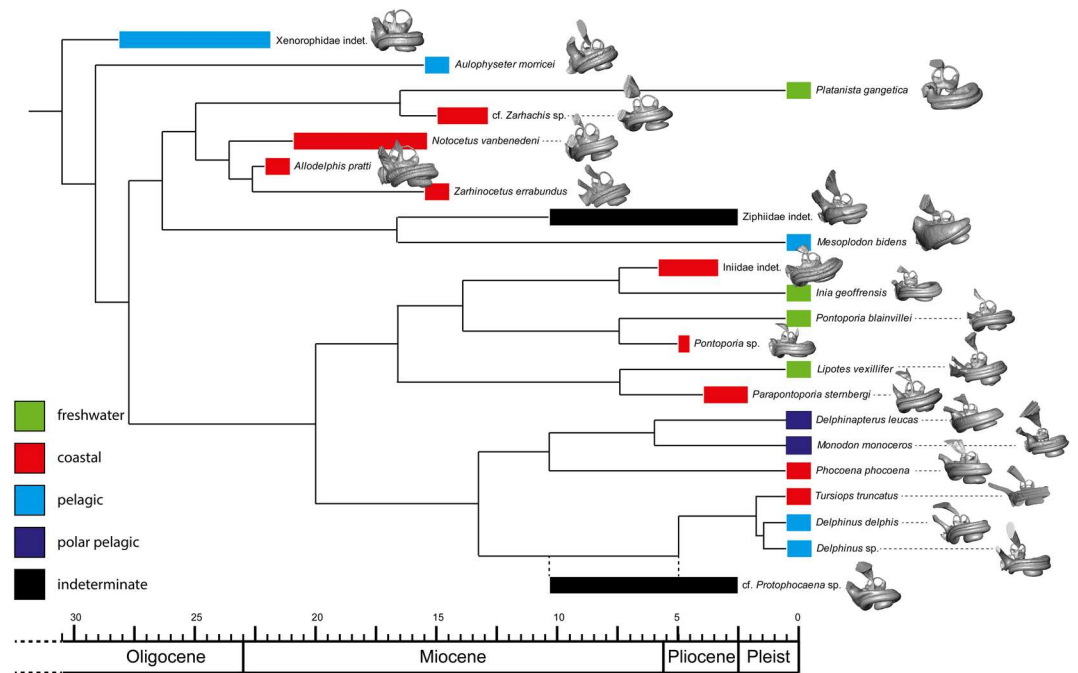 Xenorophidae indet.
Aulophyseter morricei
Platanista gangetica
cf. Zarhachis sp.
Notocetus vanbenedeni
Allodelphis pratti
Zarhinocetus errabundus
Ziphiidae indet.
Mesoplodon bidens
Iniidae indet.
Inia geoffrensis
Pontoporia blainvillei
Pontoporia sp.
Lipotes vexillifer
Parapontoporia sternbergi
Delphinapterus leucas
Monodon monoceros
Phocoena phocoena
Tursiops truncatus
Delphinus delphis
Delphinus sp.
cf. Protophocaena sp.
freshwater
coastal
pelagic
polar pelagic
indeterminate
30 25 20 15 10 5 0
Oligocene Miocene Pliocene Pleist